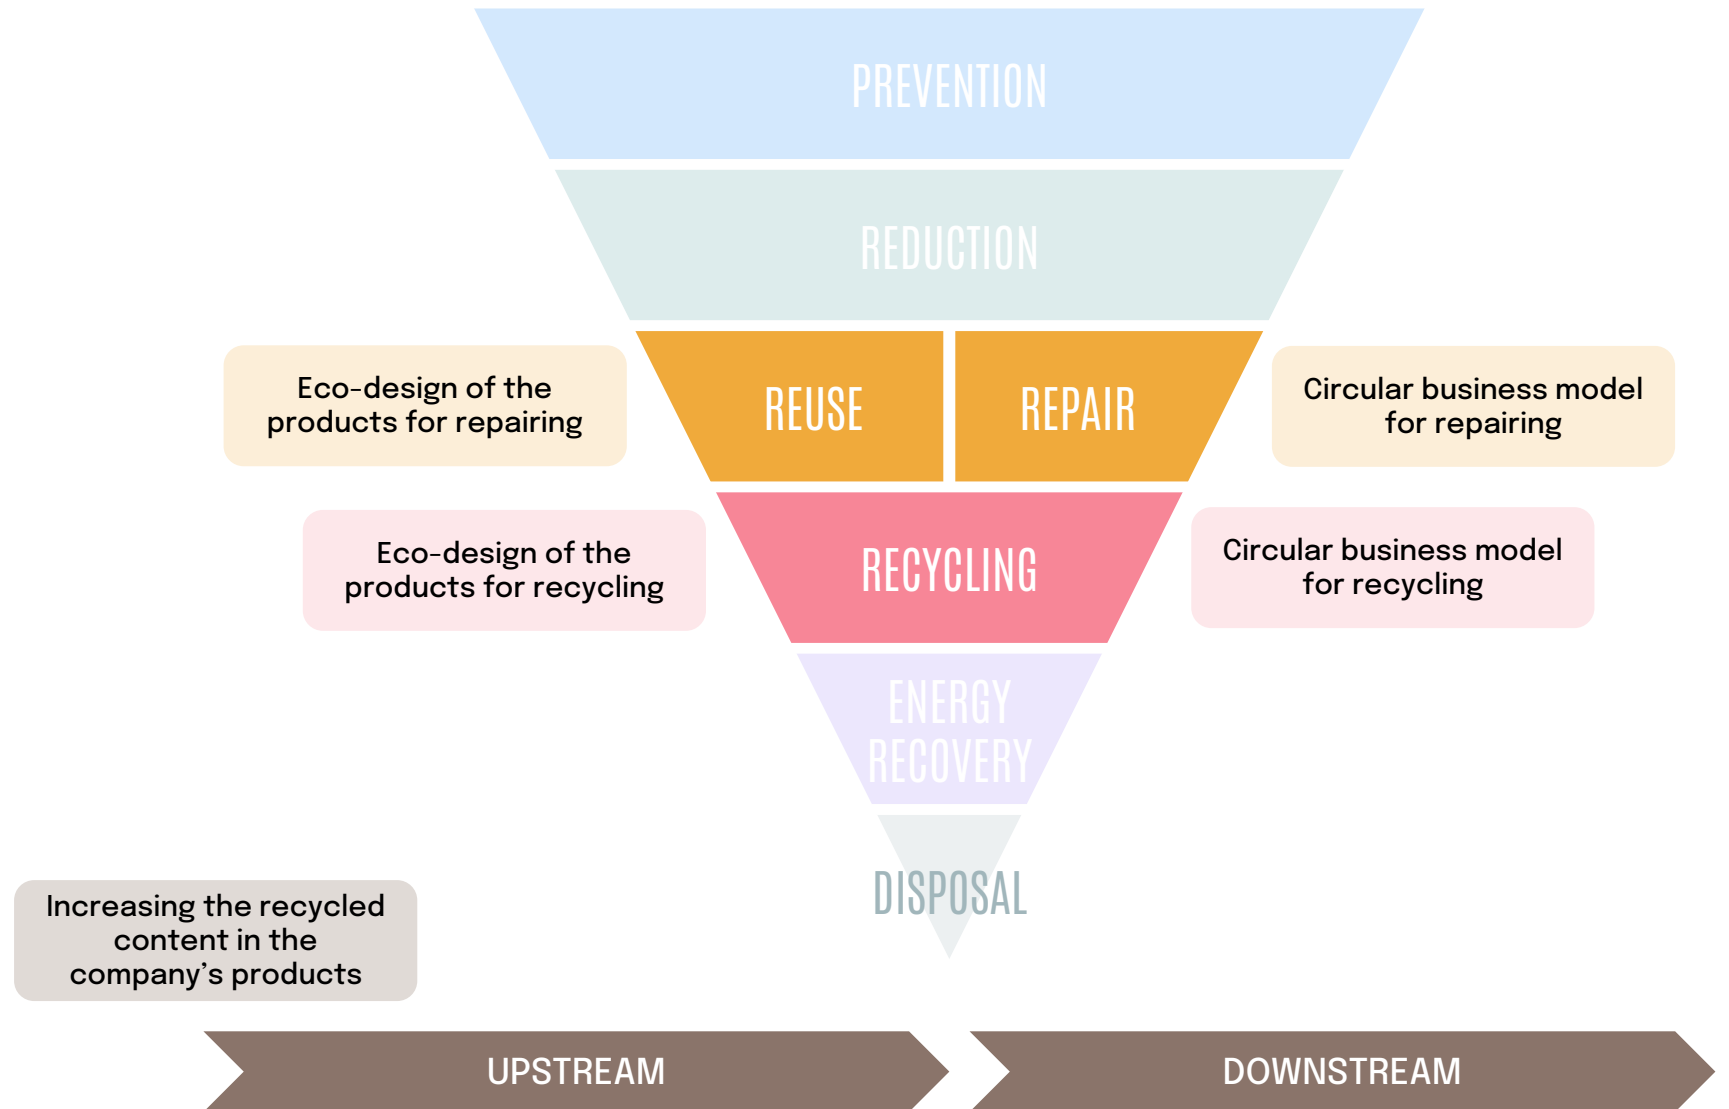 PREVENTION
REDUCTION
Eco-design of the
products for repairing
REUSE
REPAIR
Circular business model
for repairing
Eco-design of the
products for recycling
RECYCLING
Circular business model
for recycling
ENERGY
RECOVERY
DISPOSAL
Increasing the recycled
content in the
company’s products
UPSTREAM
DOWNSTREAM